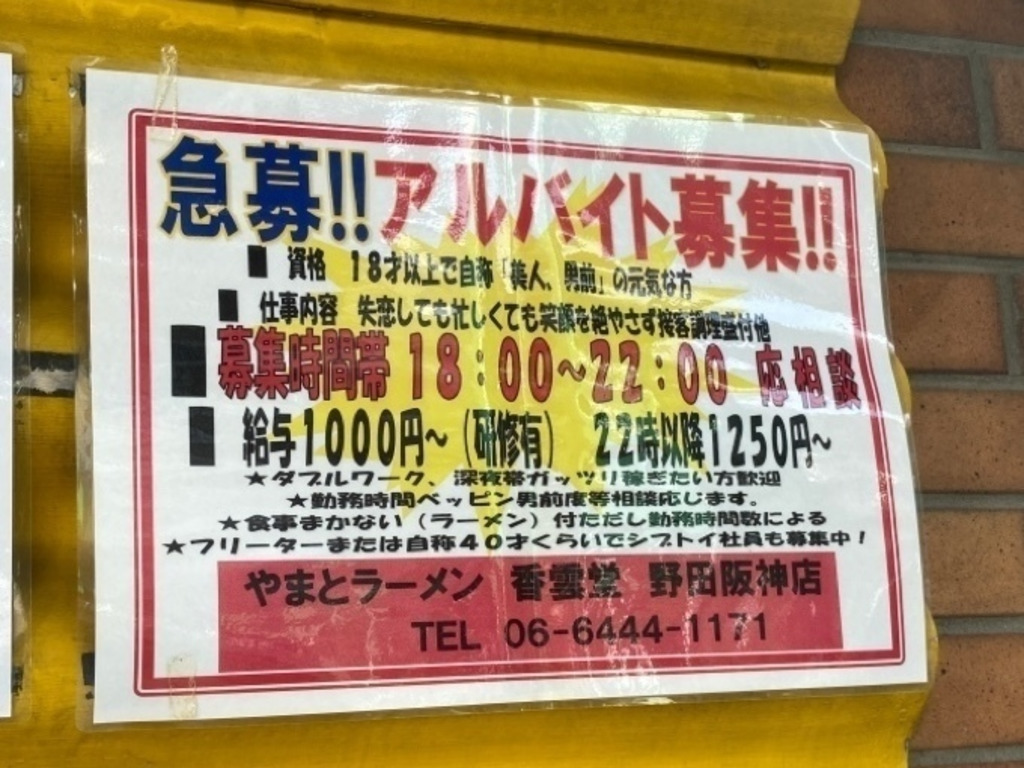 急募!!アルバイト募集!!
■ 資格 18才以上で自称「美人、男前」の元気な方
■ 仕事内容 失恋しても忙しくても笑顔を絶やさず接客調理盛付他
■ 募集時間帯 18:00～22:00 応相談
■ 給与1000円～（研修有） 22時以降1250円～
★ダブルワーク、深夜帯ガッツリ稼ぎたい方歓迎
★勤務時間ベッピン男前度等相談応じます。
★食事まかない（ラーメン）付ただし勤務時間数による
★フリーターまたは自称40才くらいでシブトイ社員も募集中！
やまとラーメン 香雲堂 野田阪神店
TEL 06-6444-1171